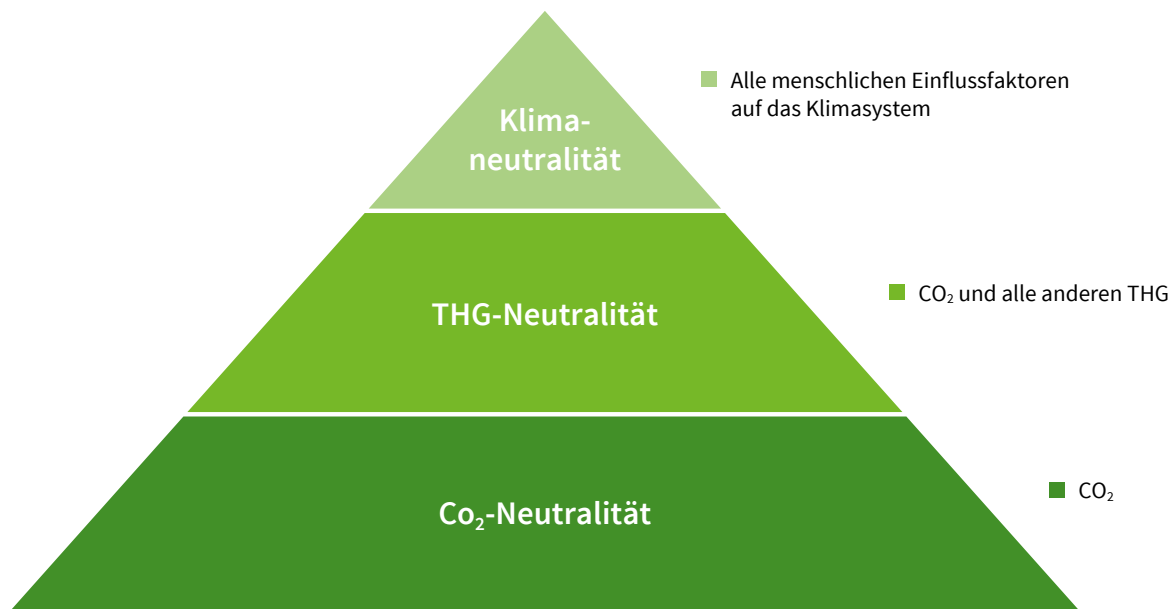 Alle menschlichen Einflussfaktoren
auf das Klimasystem
Klima-
neutralität
THG-Neutralität
CO₂ und alle anderen THG
Co₂-Neutralität
CO₂